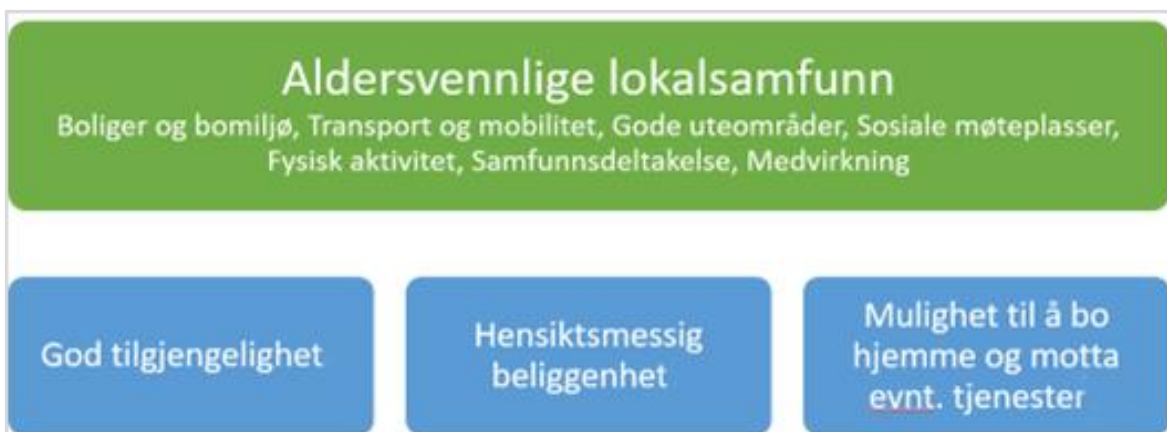 Aldersvennlige lokalsamfunn
Boliger og bomiljø, Transport og mobilitet, Gode uteområder, Sosiale møteplasser,
Fysisk aktivitet, Samfunnsdeltakelse, Medvirkning
God tilgjengelighet
Hensiktsmessig
beliggenhet
Mulighet til å bo
hjemme og motta
evnt. tjenester